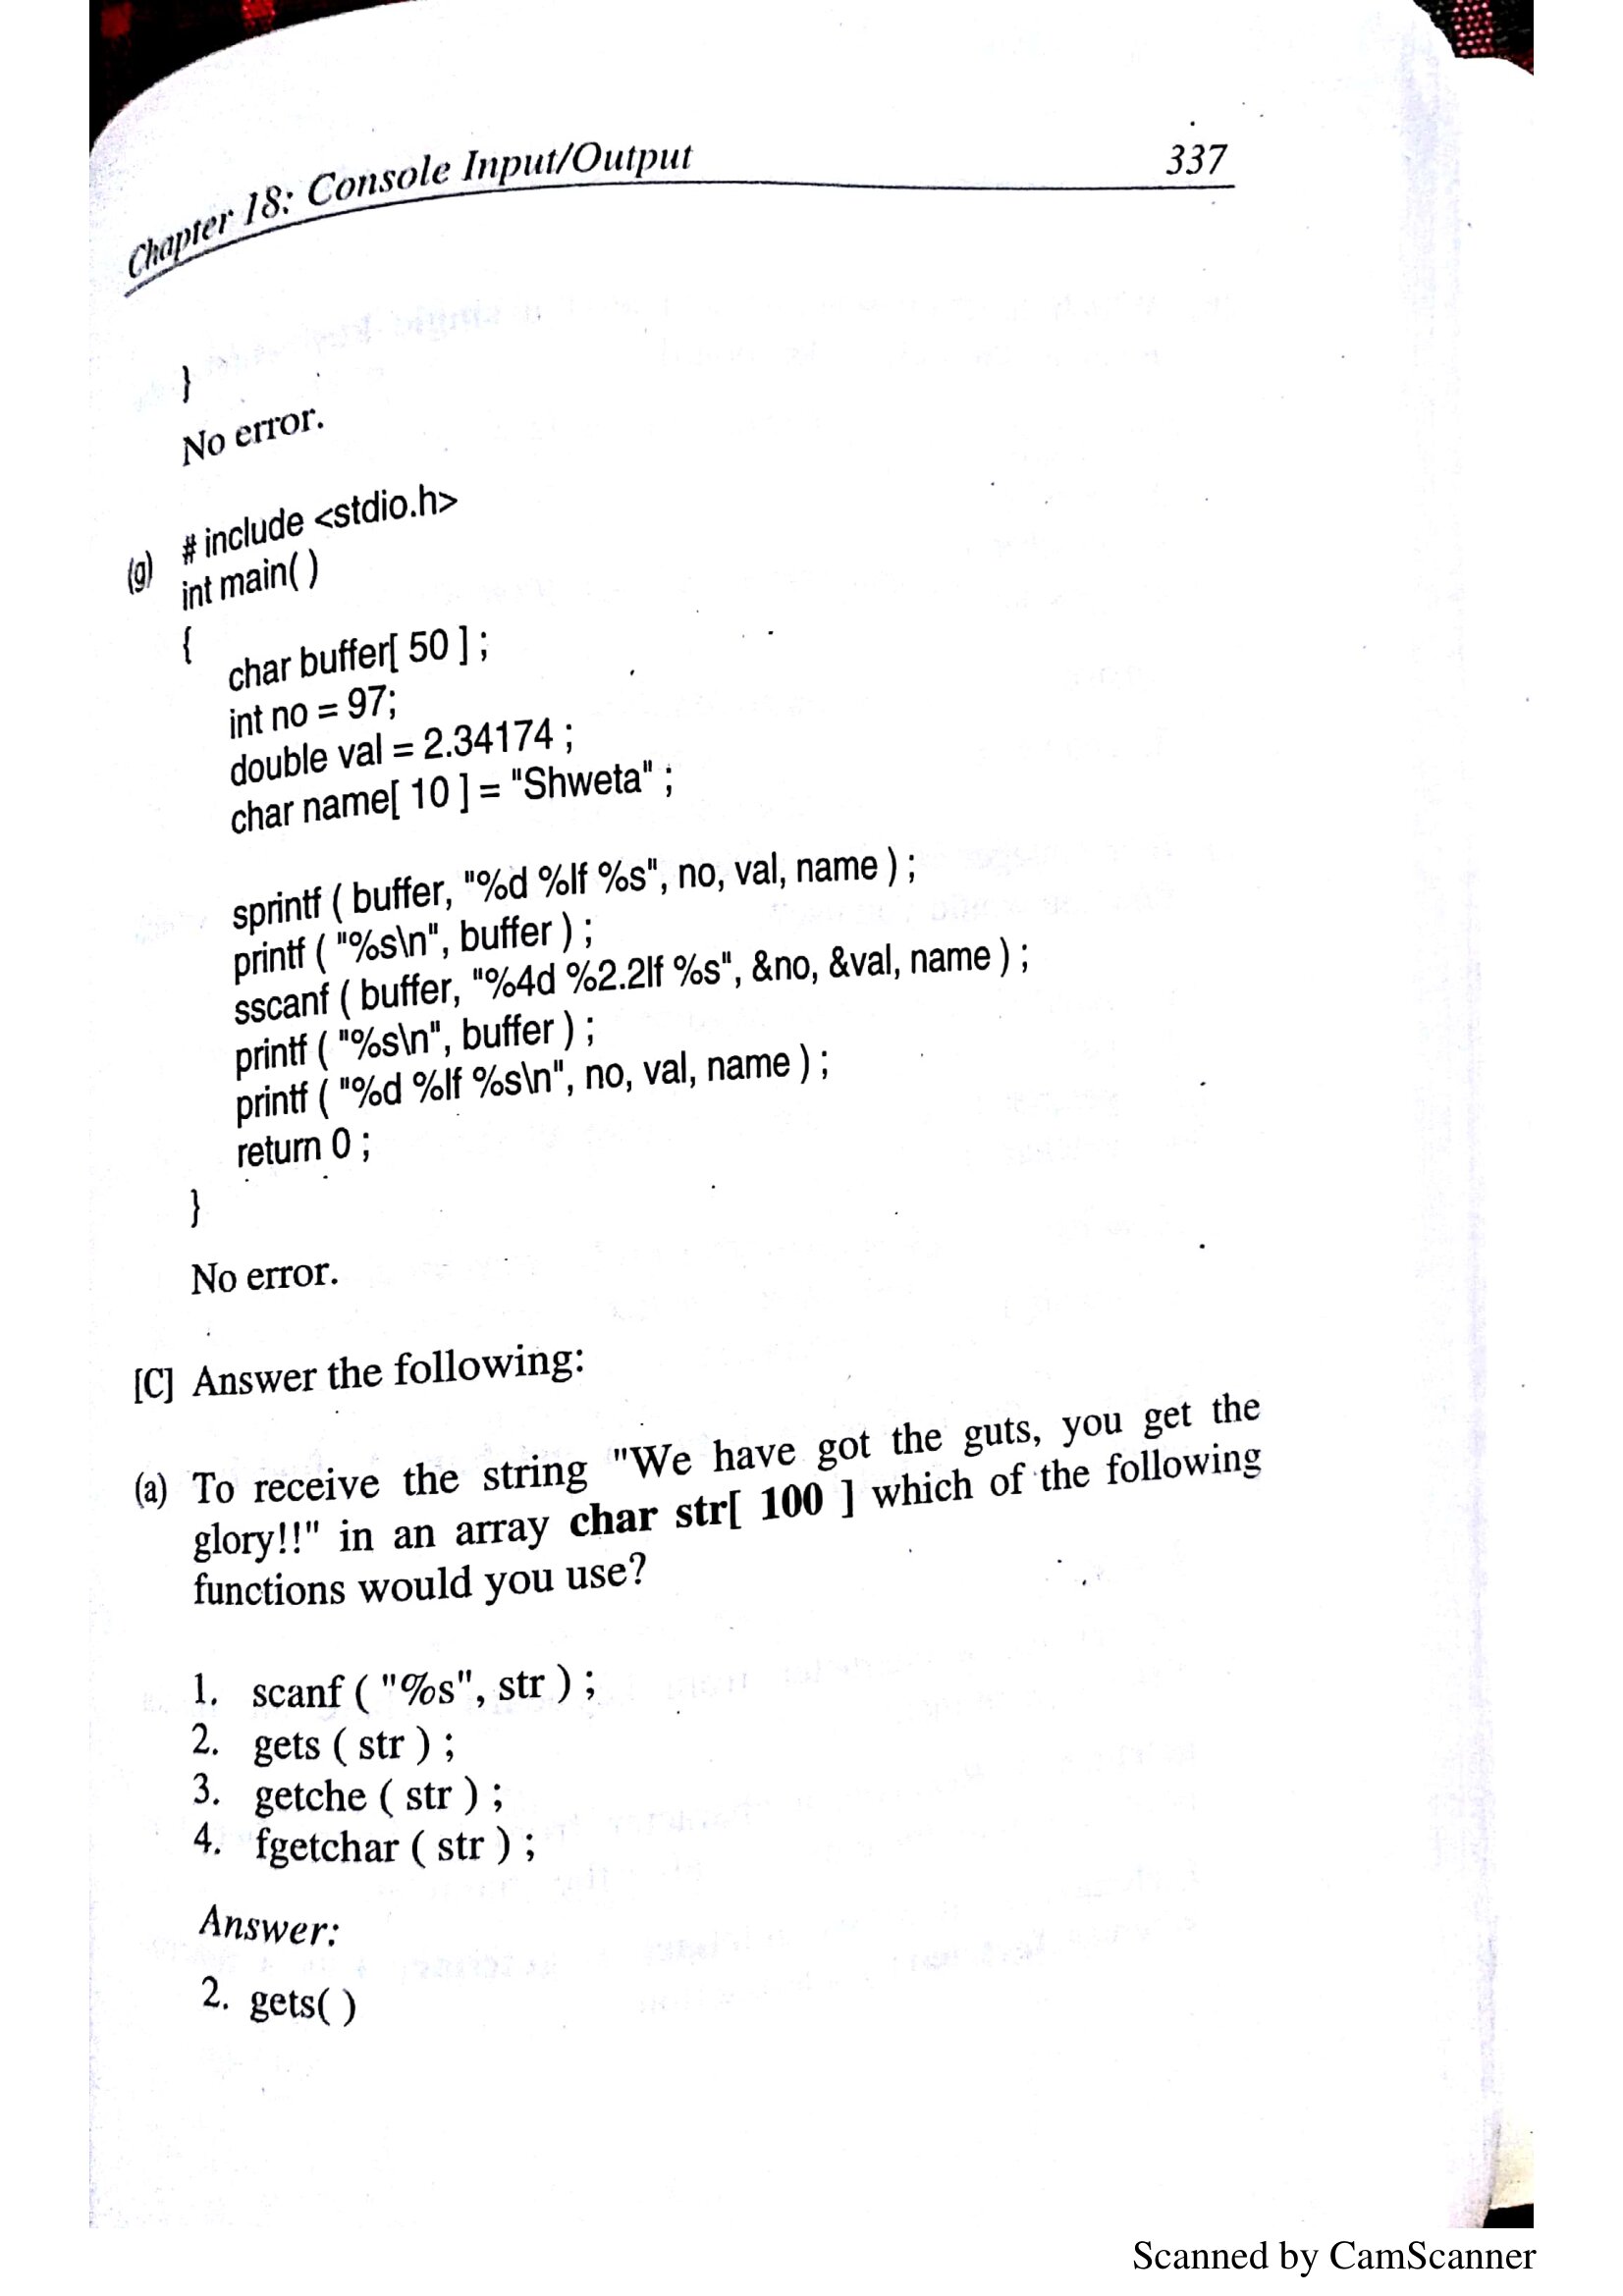 Chapter 18: Console Input/Output 337
}
No error.
(g) # include <stdio.h>
int main( )
{
char buffer[ 50 ] ;
int no = 97;
double val = 2.34174 ;
char name[ 10 ] = "Shweta" ;
sprintf ( buffer, "%d %lf %s", no, val, name ) ;
printf ( "%s\n", buffer ) ;
sscanf ( buffer, "%4d %2.2lf %s", &no, &val, name ) ;
printf ( "%s\n", buffer ) ;
printf ( "%d %lf %s\n", no, val, name ) ;
return 0 ;
}
No error.
[C] Answer the following:
(a) To receive the string "We have got the guts, you get the
glory!!" in an array char str[ 100 ] which of the following
functions would you use?
1. scanf ( "%s", str ) ;
2. gets ( str ) ;
3. getche ( str ) ;
4. fgetchar ( str ) ;
Answer:
2. gets( )
Scanned by CamScanner